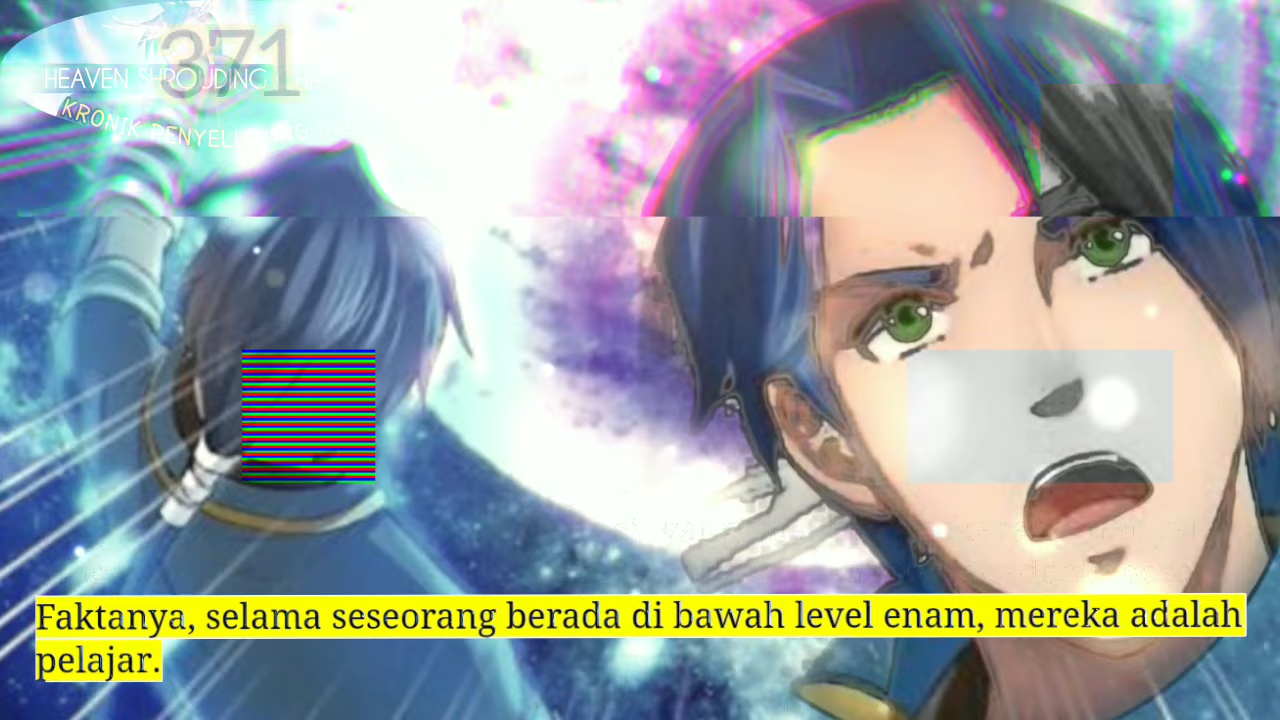 371
HEAVEN SHROUDING
KRONIK PENYEL
Faktanya, selama seseorang berada di bawah level enam, mereka adalah
pelajar.